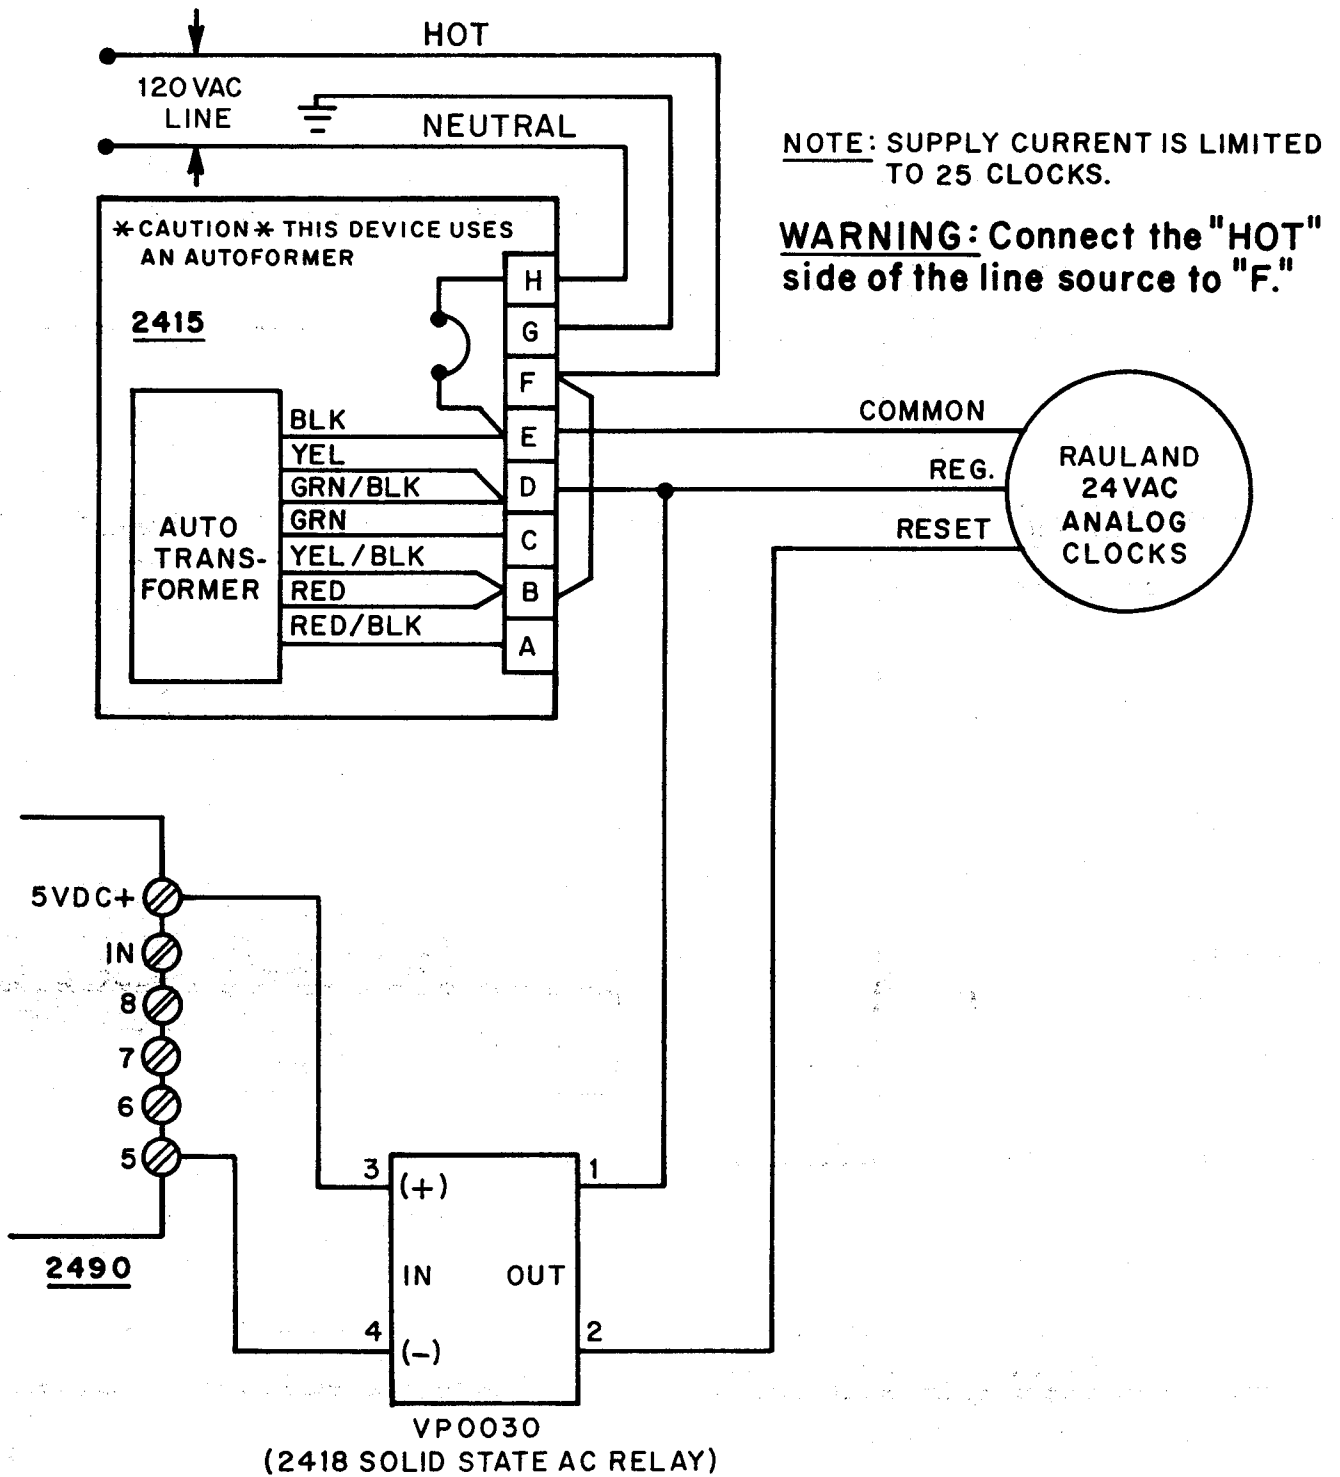 HOT
120 VAC
LINE
NEUTRAL
NOTE: SUPPLY CURRENT IS LIMITED
TO 25 CLOCKS.
WARNING: Connect the "HOT"
side of the line source to "F."
*CAUTION* THIS DEVICE USES
AN AUTOFORMER
2415
H
G
F
E
D
C
B
A
BLK
YEL
GRN/BLK
GRN
YEL/BLK
RED
RED/BLK
AUTO
TRANS-
FORMER
COMMON
REG.
RESET
RAULAND
24VAC
ANALOG
CLOCKS
5VDC+
IN
8
7
6
5
2490
3
(+)
1
IN
OUT
4
(-)
2
VP0030
(2418 SOLID STATE AC RELAY)